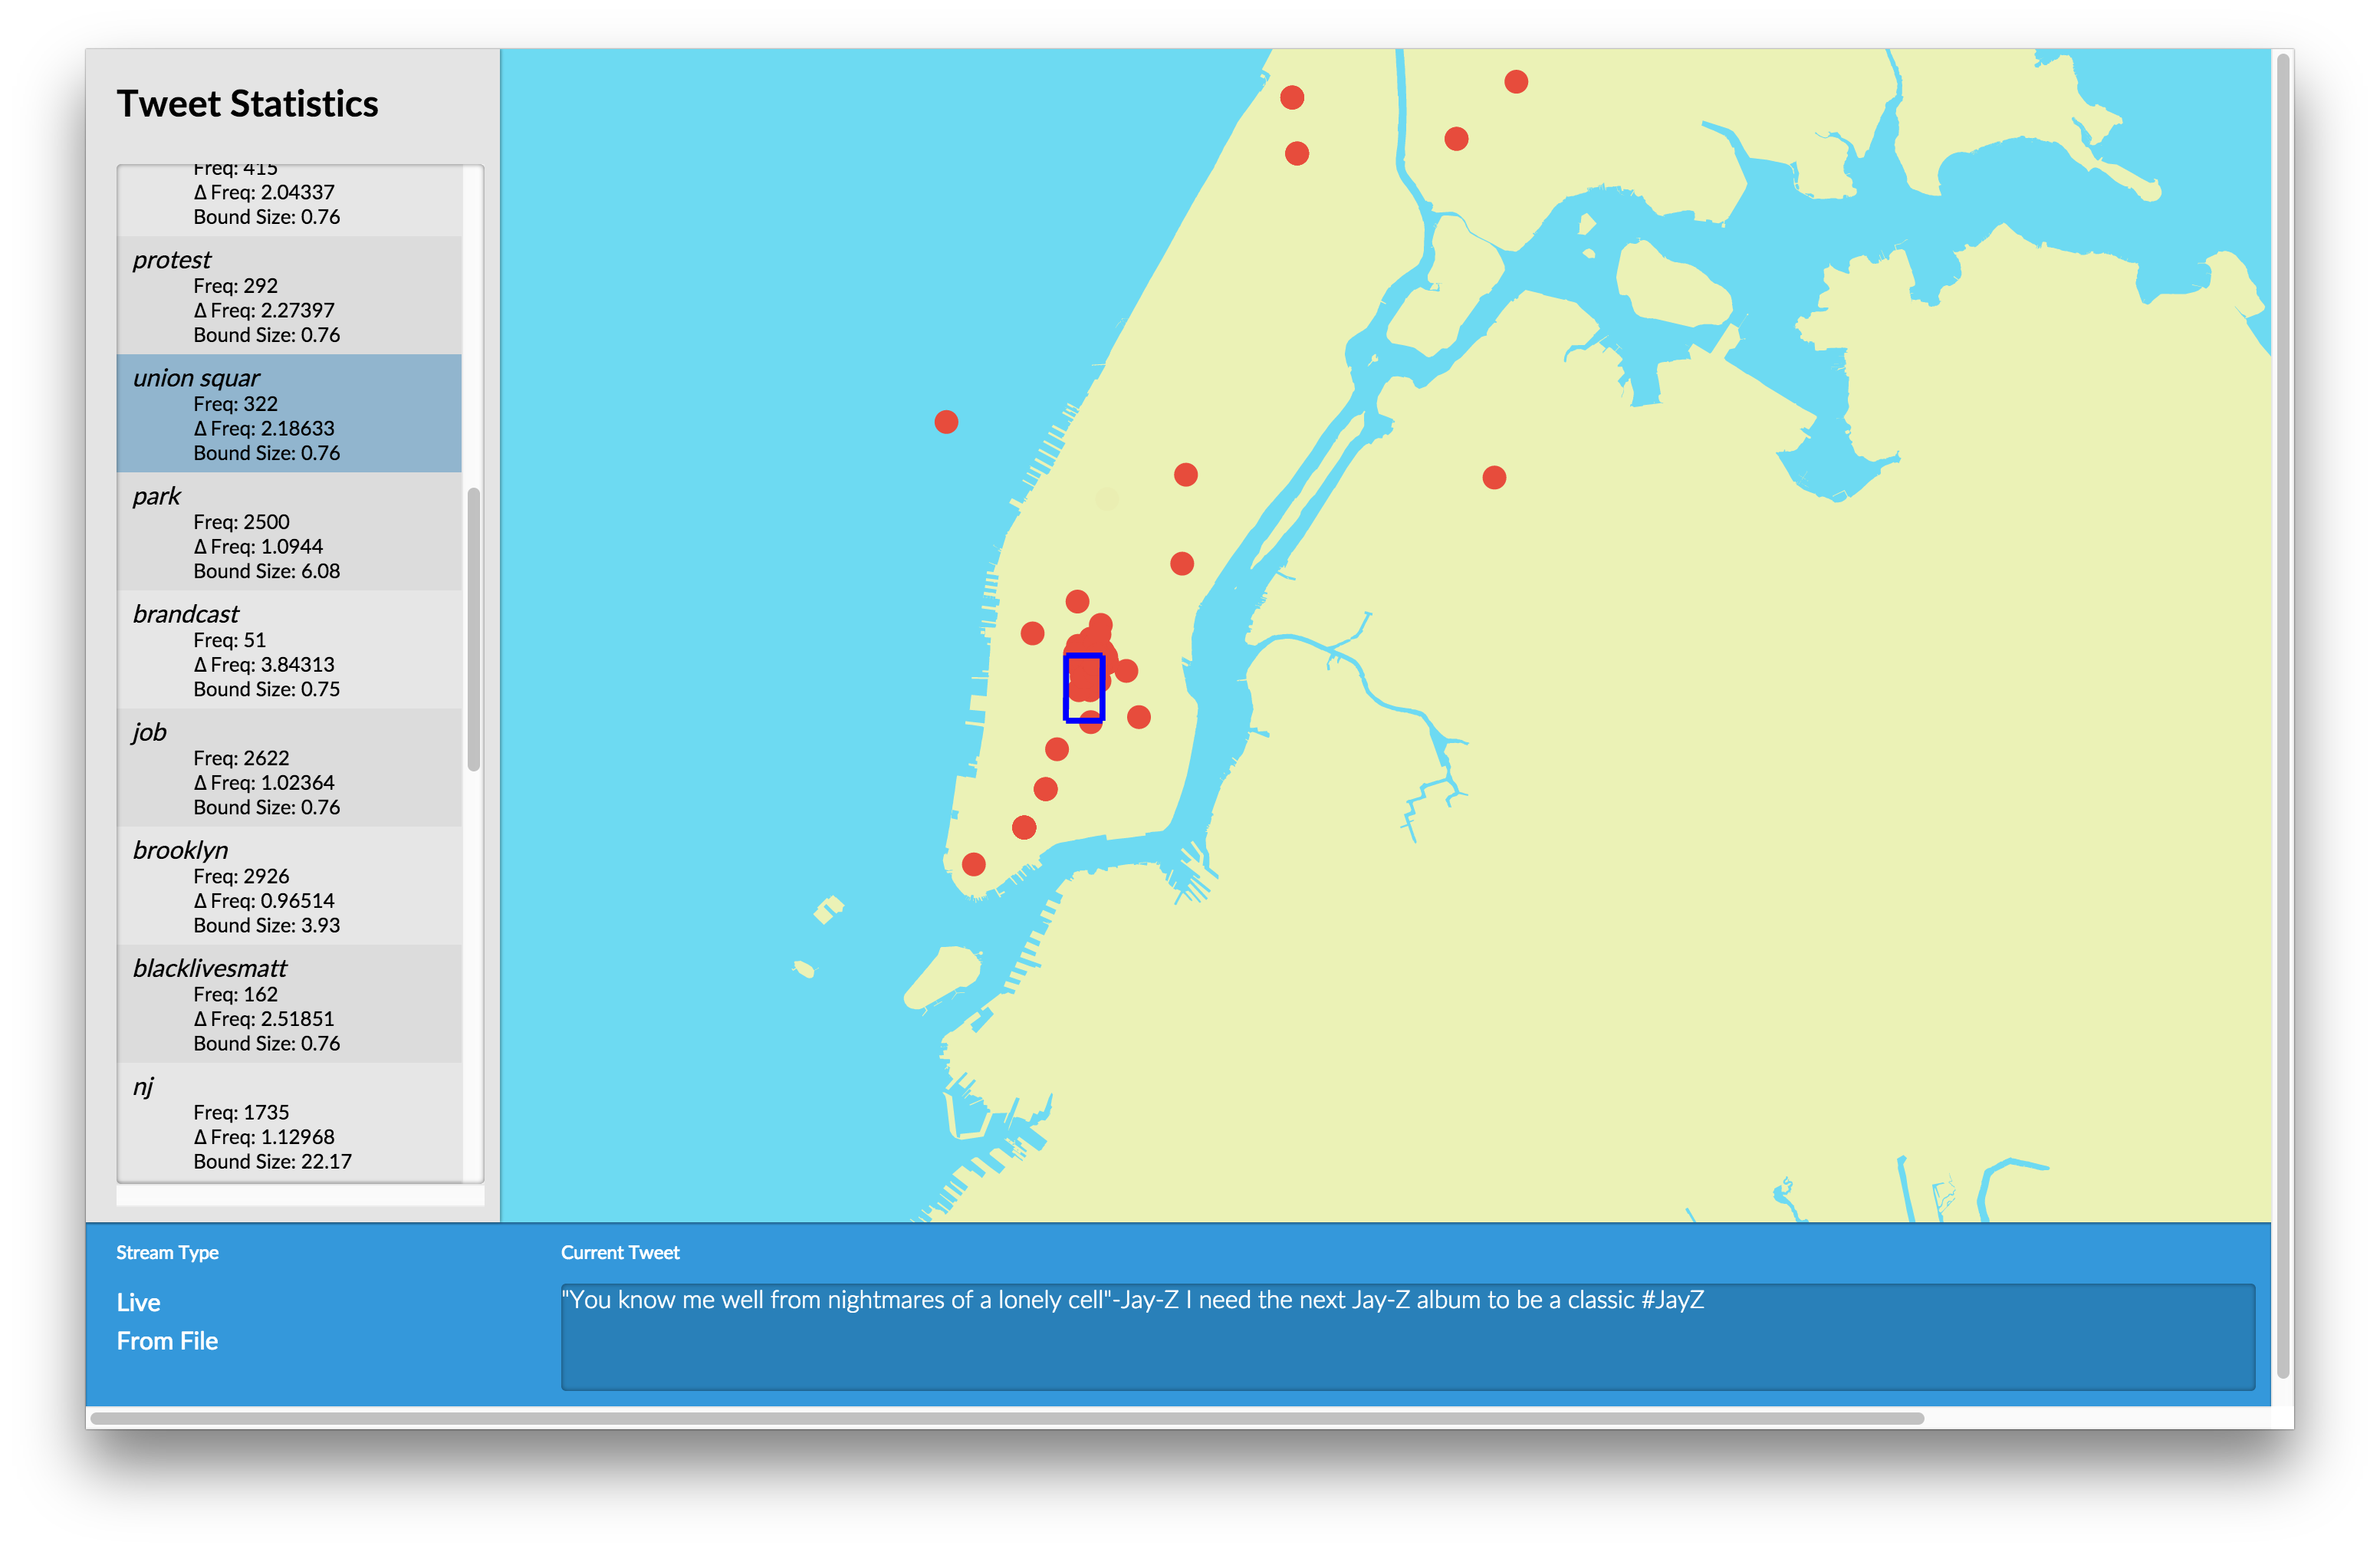 Tweet Statistics
Freq: 415
Δ Freq: 2.04337
Bound Size: 0.76
protest
Freq: 292
Δ Freq: 2.27397
Bound Size: 0.76
union squar
Freq: 322
Δ Freq: 2.18633
Bound Size: 0.76
park
Freq: 2500
Δ Freq: 1.0944
Bound Size: 6.08
brandcast
Freq: 51
Δ Freq: 3.84313
Bound Size: 0.75
job
Freq: 2622
Δ Freq: 1.02364
Bound Size: 0.76
brooklyn
Freq: 2926
Δ Freq: 0.96514
Bound Size: 3.93
blacklivesmatt
Freq: 162
Δ Freq: 2.51851
Bound Size: 0.76
nj
Freq: 1735
Δ Freq: 1.12968
Bound Size: 22.17
Stream Type
Live
From File
Current Tweet
"You know me well from nightmares of a lonely cell"-Jay-Z I need the next Jay-Z album to be a classic #JayZ